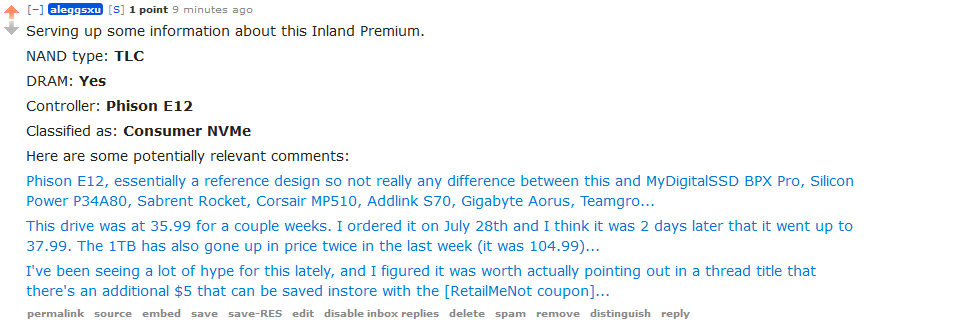 [–] aleggsxu [S] 1 point 9 minutes ago
Serving up some information about this Inland Premium.
NAND type: TLC
DRAM: Yes
Controller: Phison E12
Classified as: Consumer NVMe
Here are some potentially relevant comments:
Phison E12, essentially a reference design so not really any difference between this and MyDigitalSSD BPX Pro, Silicon
Power P34A80, Sabrent Rocket, Corsair MP510, Addlink S70, Gigabyte Aorus, Teamgro...
This drive was at 35.99 for a couple weeks. I ordered it on July 28th and I think it was 2 days later that it went up to
37.99. The 1TB has also gone up in price twice in the last week (it was 104.99)...
I've been seeing a lot of hype for this lately, and I figured it was worth actually pointing out in a thread title that
there's an additional $5 that can be saved instore with the [RetailMeNot coupon]...
permalink source embed save save-RES edit disable inbox replies delete spam remove distinguish reply